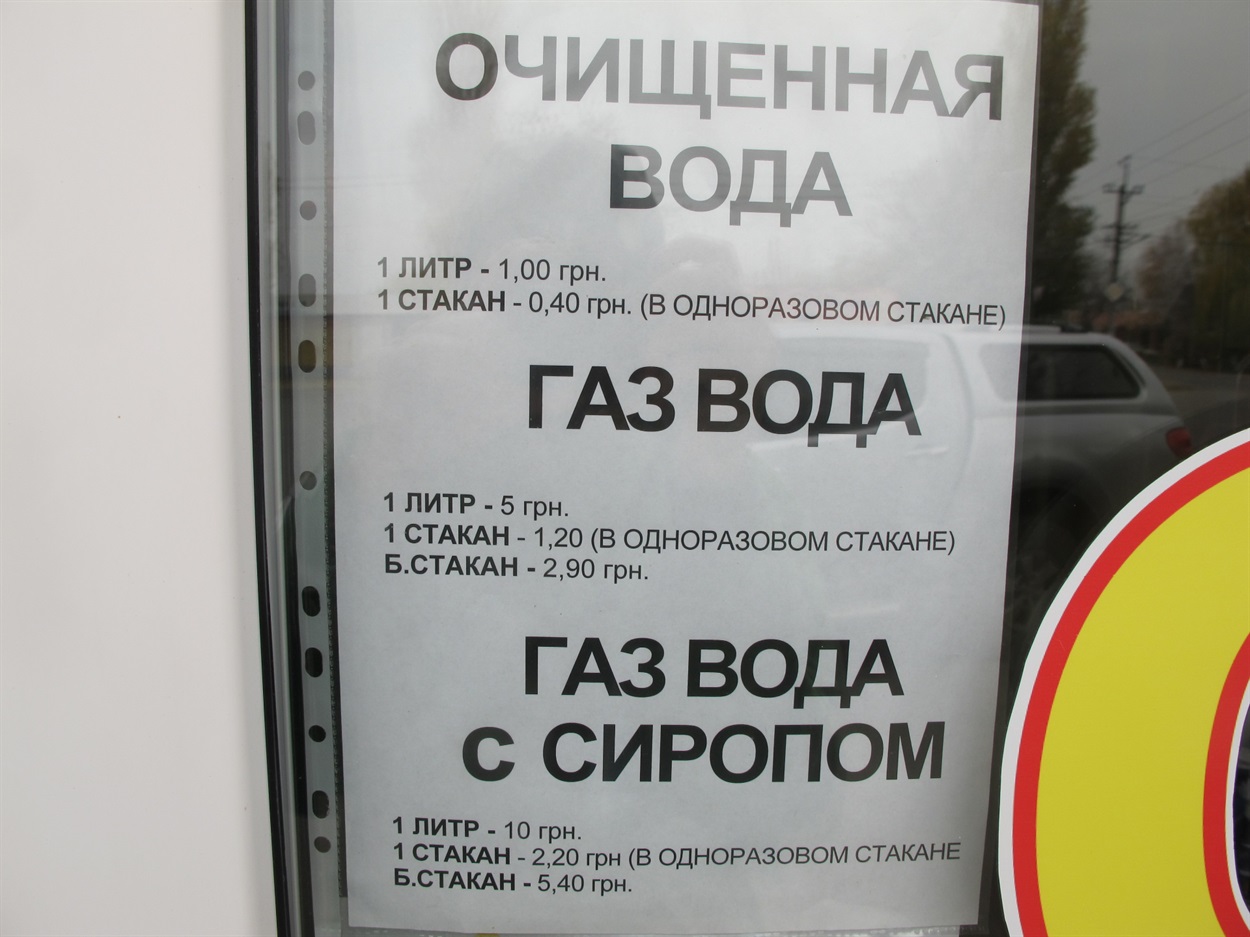 ОЧИЩЕННАЯ
ВОДА
1 ЛИТР - 1,00 грн.
1 СТАКАН - 0,40 грн. (В ОДНОРАЗОВОМ СТАКАНЕ)
ГАЗ ВОДА
1 ЛИТР - 5 грн.
1 СТАКАН - 1,20 (В ОДНОРАЗОВОМ СТАКАНЕ)
Б.СТАКАН - 2,90 грн.
ГАЗ ВОДА
С СИРОПОМ
1 ЛИТР - 10 грн.
1 СТАКАН - 2,20 грн (В ОДНОРАЗОВОМ СТАКАНЕ
Б.СТАКАН - 5,40 грн.